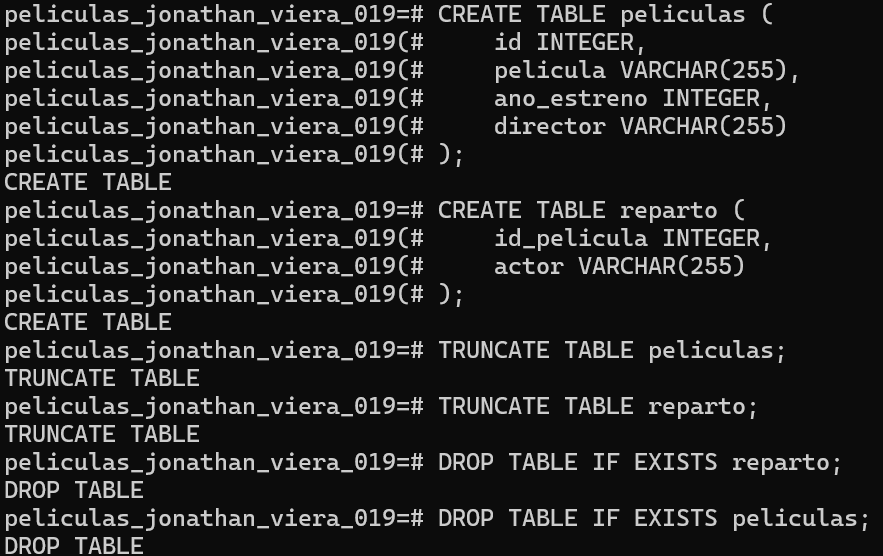 peliculas_jonathan_viera_019=# CREATE TABLE peliculas (
peliculas_jonathan_viera_019(#     id INTEGER,
peliculas_jonathan_viera_019(#     pelicula VARCHAR(255),
peliculas_jonathan_viera_019(#     ano_estreno INTEGER,
peliculas_jonathan_viera_019(#     director VARCHAR(255)
peliculas_jonathan_viera_019(# );
CREATE TABLE
peliculas_jonathan_viera_019=# CREATE TABLE reparto (
peliculas_jonathan_viera_019(#     id_pelicula INTEGER,
peliculas_jonathan_viera_019(#     actor VARCHAR(255)
peliculas_jonathan_viera_019(# );
CREATE TABLE
peliculas_jonathan_viera_019=# TRUNCATE TABLE peliculas;
TRUNCATE TABLE
peliculas_jonathan_viera_019=# TRUNCATE TABLE reparto;
TRUNCATE TABLE
peliculas_jonathan_viera_019=# DROP TABLE IF EXISTS reparto;
DROP TABLE
peliculas_jonathan_viera_019=# DROP TABLE IF EXISTS peliculas;
DROP TABLE